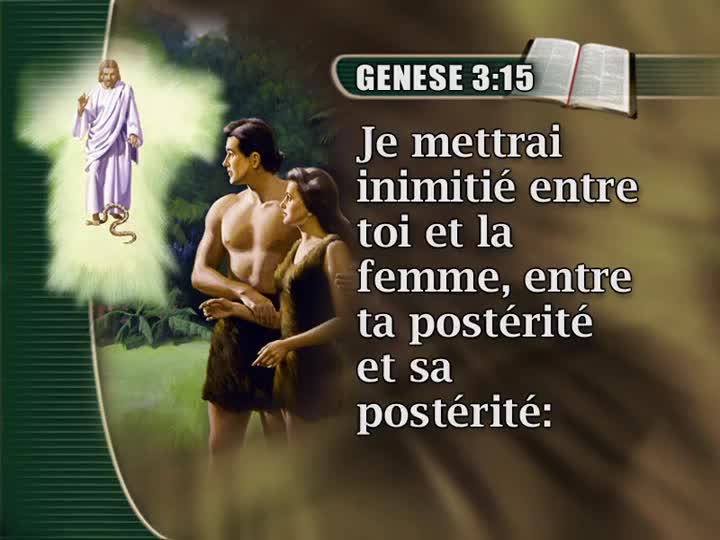 GENESE 3:15
Je mettrai
inimitié entre
toi et la
femme, entre
ta postérité
et sa
postérité: